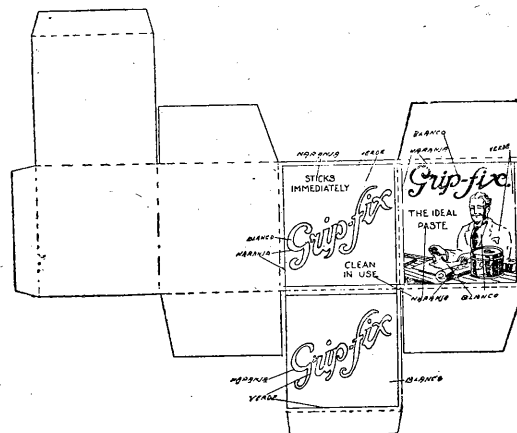 BLANCO
NARANJA VERDE
NARANJA VERDE
STICKS
IMMEDIATELY
Grip-fix
Grip-fix
THE IDEAL
PASTE
BLANCO
NARANJA
CLEAN
IN USE
NARANJA BLANCO
Grip-fix
NARANJA
BLANCO
VERDE